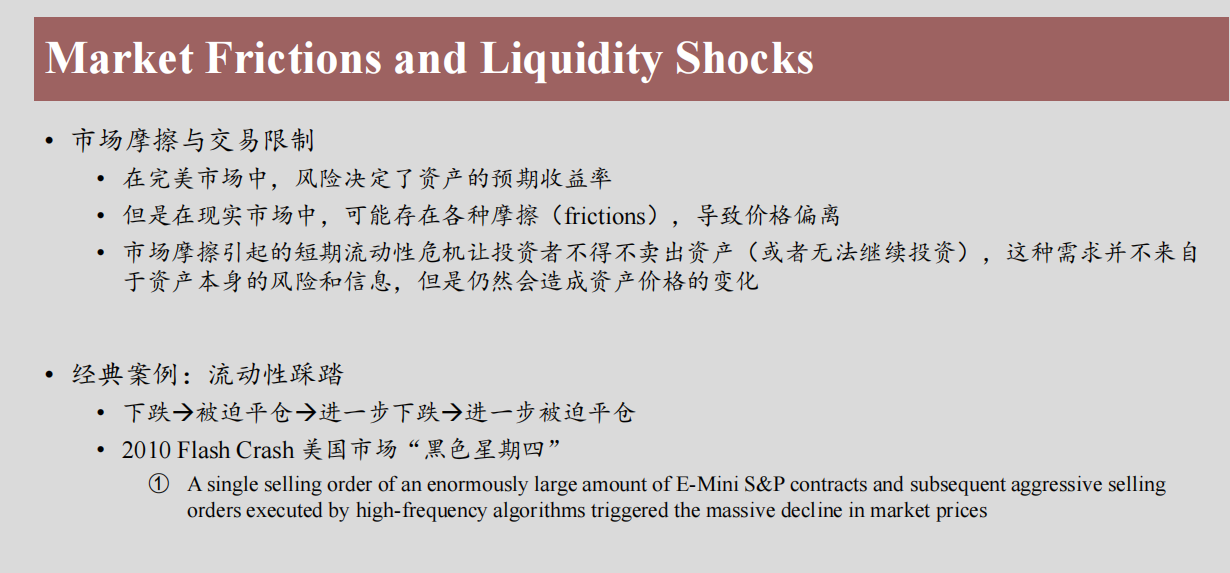 Market Frictions and Liquidity Shocks
• 市场摩擦与交易限制
• 在完美市场中，风险决定了资产的预期收益率
• 但是在现实市场中，可能存在各种摩擦（frictions），导致价格偏离
• 市场摩擦引起的短期流动性危机让投资者不得不卖出资产（或者无法继续投资），这种需求并不来自
于资产本身的风险和信息，但是仍然会造成资产价格的变化
• 经典案例：流动性踩踏
• 下跌→被迫平仓→进一步下跌→进一步被迫平仓
• 2010 Flash Crash 美国市场“黑色星期四”
① A single selling order of an enormously large amount of E-Mini S&P contracts and subsequent aggressive selling
orders executed by high-frequency algorithms triggered the massive decline in market prices